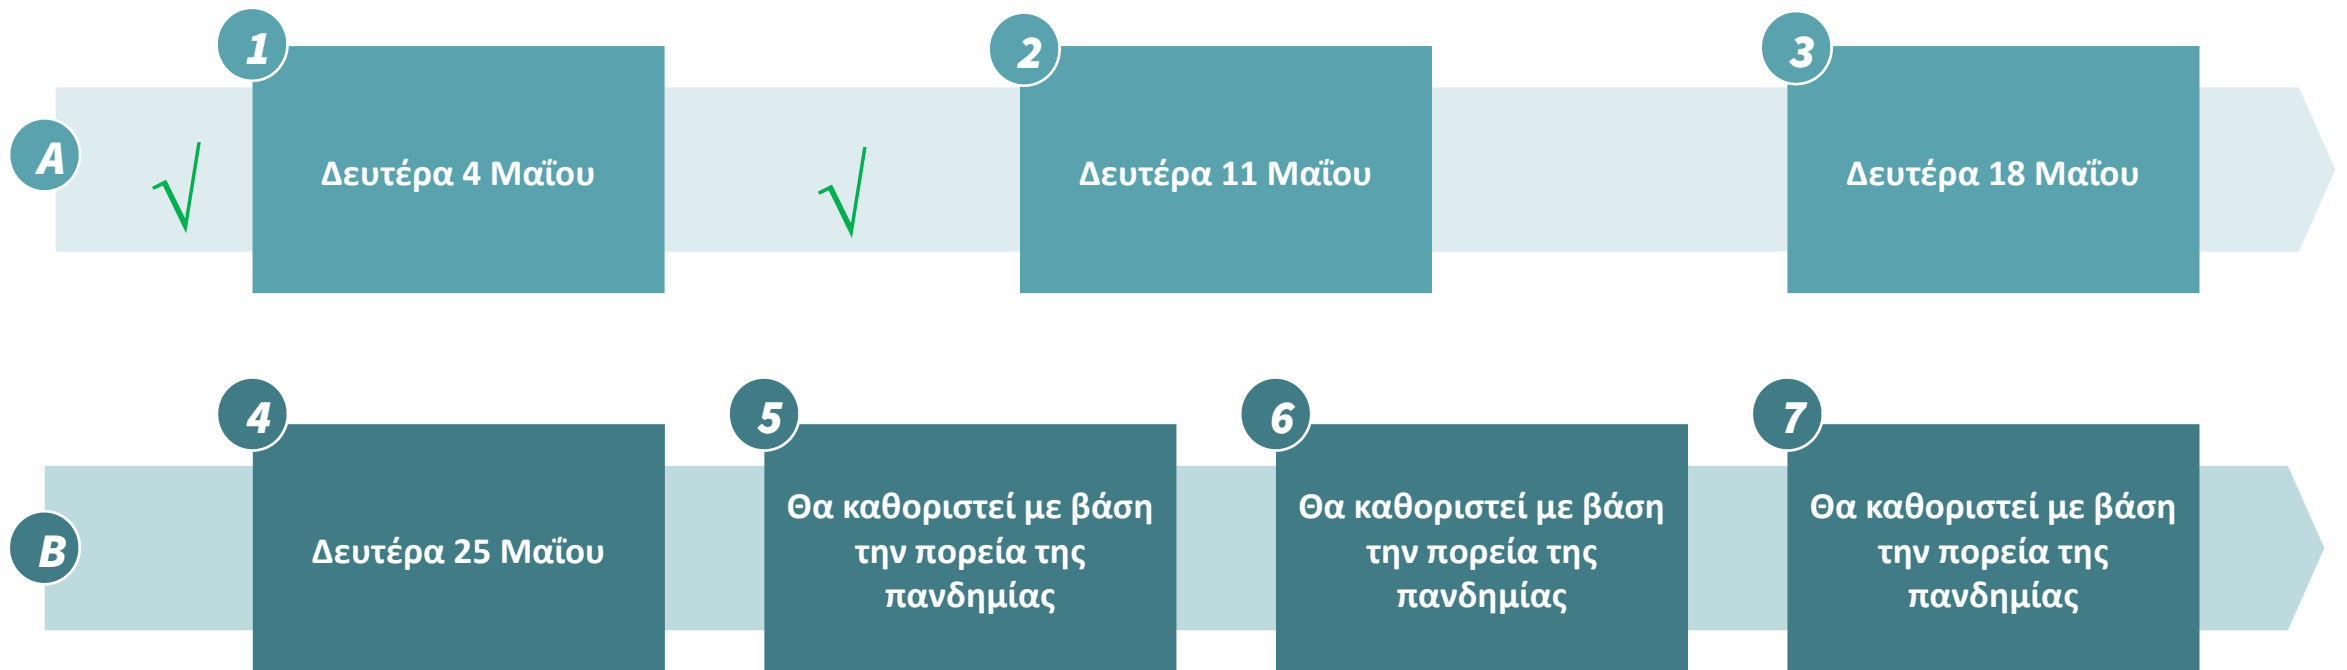 1
2
3
A
√
Δευτέρα 4 Μαΐου
√
Δευτέρα 11 Μαΐου
Δευτέρα 18 Μαΐου
4
5
6
7
B
Δευτέρα 25 Μαΐου
Θα καθοριστεί με βάση
την πορεία της
πανδημίας
Θα καθοριστεί με βάση
την πορεία της
πανδημίας
Θα καθοριστεί με βάση
την πορεία της
πανδημίας